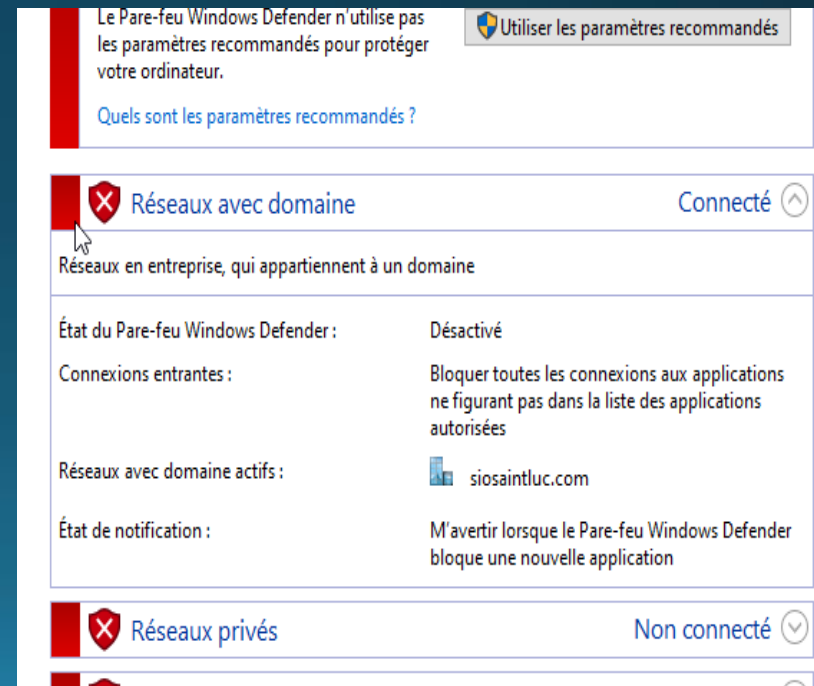 Le Pare-feu Windows Defender n'utilise pas
les paramètres recommandés pour protéger
votre ordinateur.
Utiliser les paramètres recommandés
Quels sont les paramètres recommandés ?
Réseaux avec domaine
Connecté
Réseaux en entreprise, qui appartiennent à un domaine
État du Pare-feu Windows Defender :
Désactivé
Connexions entrantes :
Bloquer toutes les connexions aux applications
ne figurant pas dans la liste des applications
autorisées
Réseaux avec domaine actifs :
siosaintluc.com
État de notification :
M'avertir lorsque le Pare-feu Windows Defender
bloque une nouvelle application
Réseaux privés
Non connecté